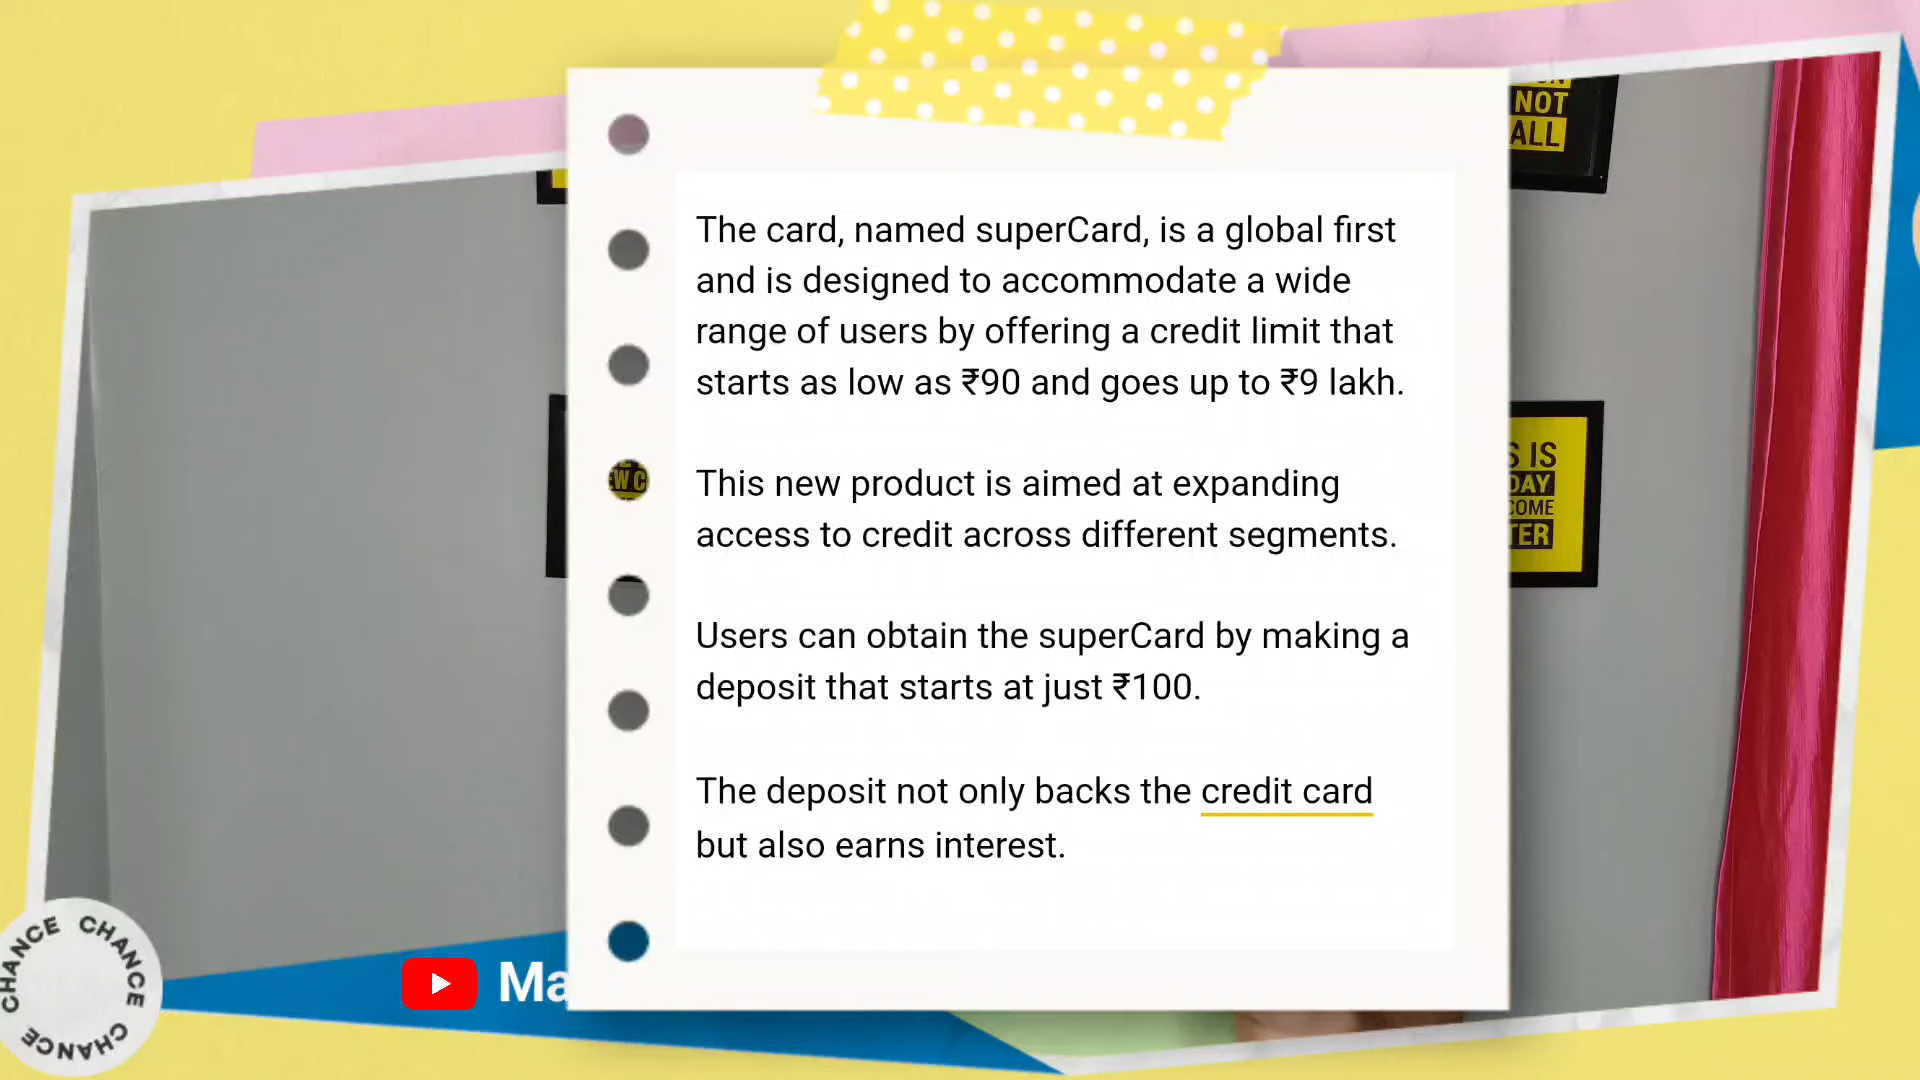 The card, named superCard, is a global first
and is designed to accommodate a wide
range of users by offering a credit limit that
starts as low as ₹90 and goes up to ₹9 lakh.
This new product is aimed at expanding
access to credit across different segments.
Users can obtain the superCard by making a
deposit that starts at just ₹100.
The deposit not only backs the credit card
but also earns interest.
NOT
ALL
S IS
DAY
COME
TER
EW C
Ma
CHANCE CHANCE CHANCE